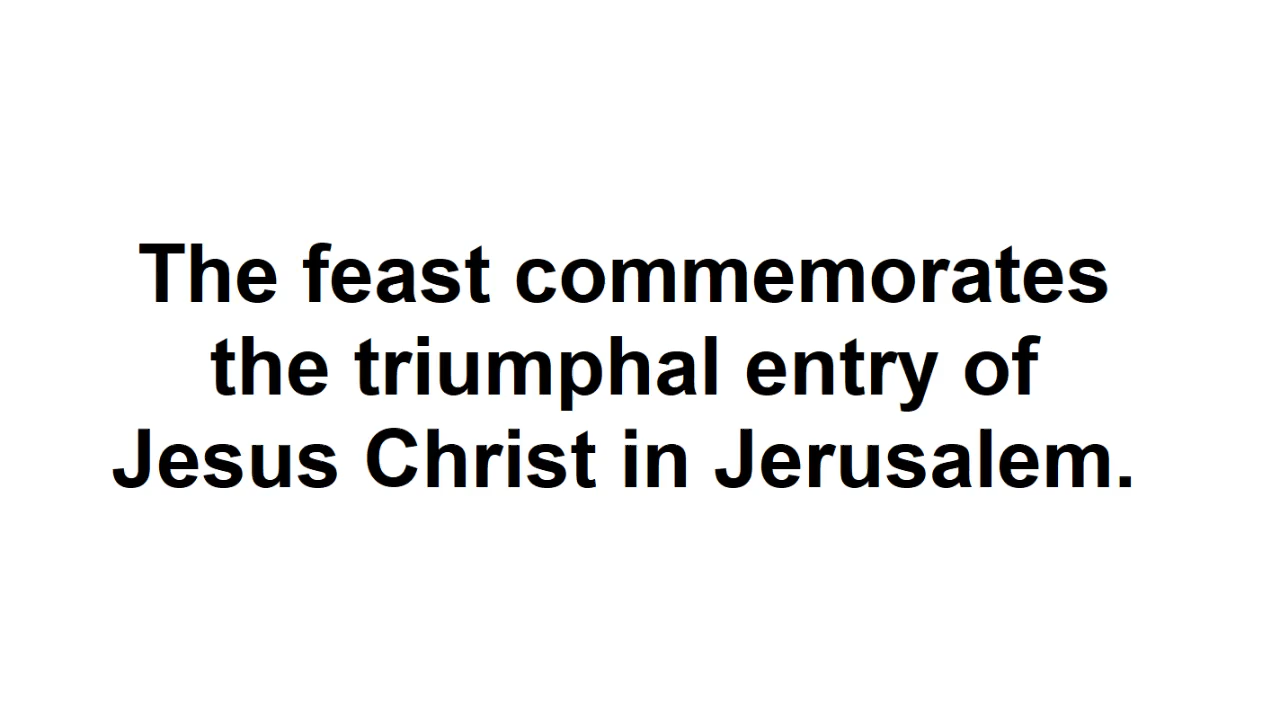 The feast commemorates
the triumphal entry of
Jesus Christ in Jerusalem.